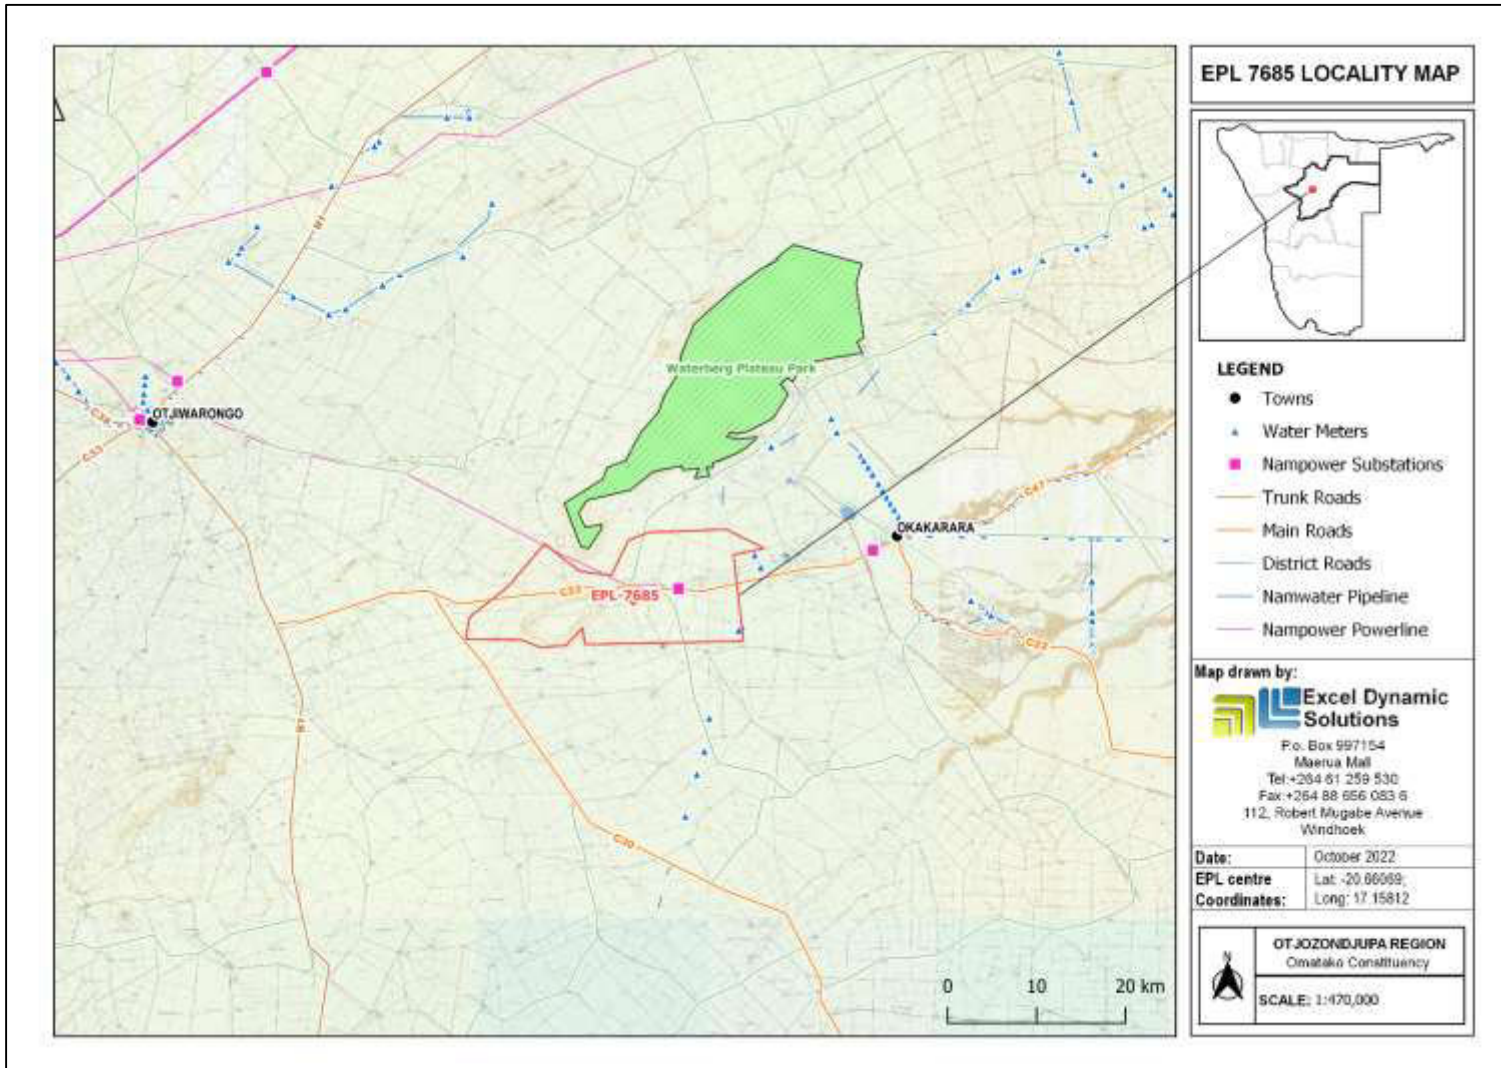 EPL 7685 LOCALITY MAP
B1
Waterberg Plateau Park
OTJIWARONGO
C38
C33
C47
OKAKARARA
C22
EPL-7685
C22
B1
C30
0 10 20 km
LEGEND
Towns
Water Meters
Nampower Substations
Trunk Roads
Main Roads
District Roads
Namwater Pipeline
Nampower Powerline
Map drawn by:
Excel Dynamic
Solutions
P.o. Box 997154
Maerua Mall
Tel:+264 61 259 530
Fax:+264 88 656 083 6
112, Robert Mugabe Avenue
Windhoek
Date: October 2022
EPL centre Lat:
Coordinates: Long: 17.15812
N
OTJOZONDJUPA REGION
Omatako Constituency
SCALE: 1:470,000